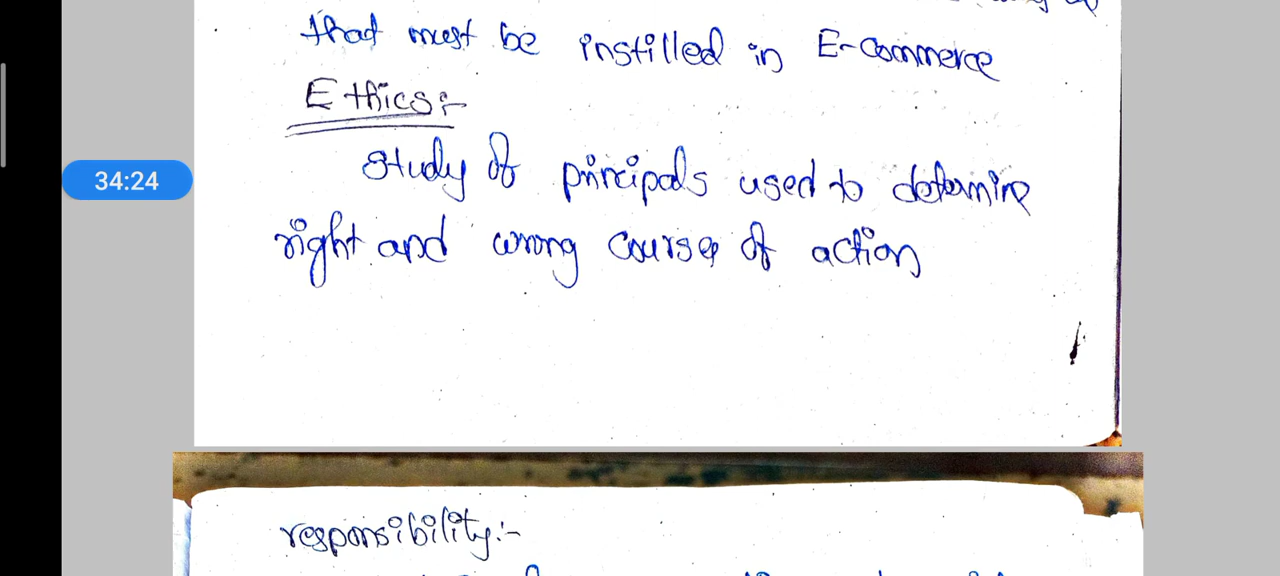 that must be instilled in E-Commerce
Ethics:-
34:24
study of principals used to determine
right and wrong course of action
responsibility:-